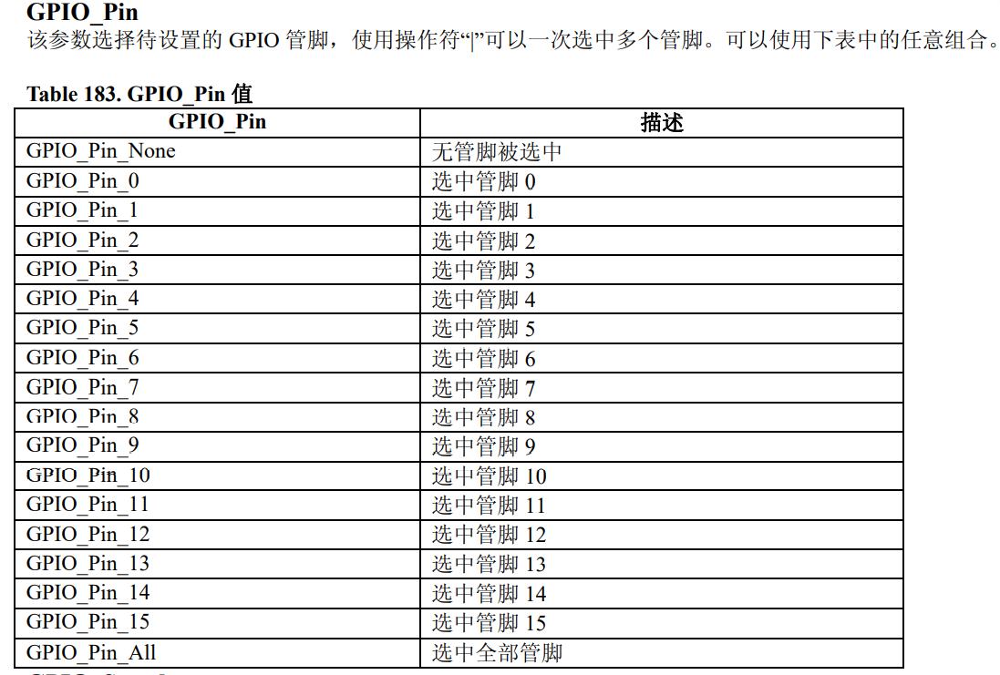 GPIO_Pin
该参数选择待设置的 GPIO 管脚，使用操作符“|”可以一次选中多个管脚。可以使用下表中的任意组合。
Table 183. GPIO_Pin 值
GPIO_Pin 描述
GPIO_Pin_None 无管脚被选中
GPIO_Pin_0 选中管脚 0
GPIO_Pin_1 选中管脚 1
GPIO_Pin_2 选中管脚 2
GPIO_Pin_3 选中管脚 3
GPIO_Pin_4 选中管脚 4
GPIO_Pin_5 选中管脚 5
GPIO_Pin_6 选中管脚 6
GPIO_Pin_7 选中管脚 7
GPIO_Pin_8 选中管脚 8
GPIO_Pin_9 选中管脚 9
GPIO_Pin_10 选中管脚 10
GPIO_Pin_11 选中管脚 11
GPIO_Pin_12 选中管脚 12
GPIO_Pin_13 选中管脚 13
GPIO_Pin_14 选中管脚 14
GPIO_Pin_15 选中管脚 15
GPIO_Pin_All 选中全部管脚